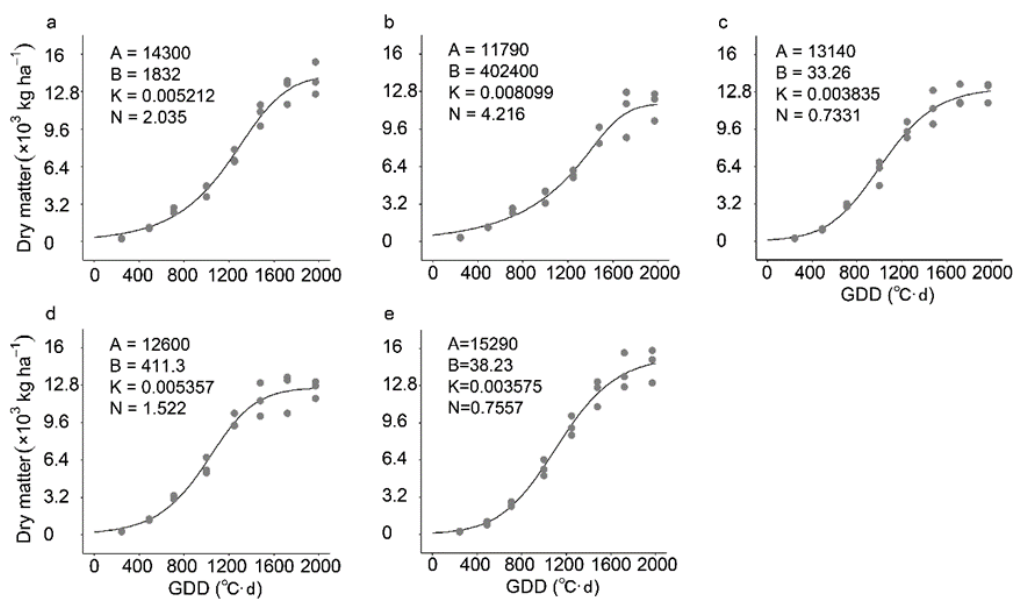 a
A = 14300
B = 1832
K = 0.005212
N = 2.035
Dry matter (×10³ kg ha⁻¹)
16
12.8
9.6
6.4
3.2
0
0 400 800 1200 1600 2000
b
A = 11790
B = 402400
K = 0.008099
N = 4.216
16
12.8
9.6
6.4
3.2
0
0 400 800 1200 1600 2000
c
A = 13140
B = 33.26
K = 0.003835
N = 0.7331
16
12.8
9.6
6.4
3.2
0
0 400 800 1200 1600 2000
GDD (℃·d)
d
A = 12600
B = 411.3
K = 0.005357
N = 1.522
Dry matter (×10³ kg ha⁻¹)
16
12.8
9.6
6.4
3.2
0
0 400 800 1200 1600 2000
GDD (℃·d)
e
A=15290
B=38.23
K=0.003575
N=0.7557
16
12.8
9.6
6.4
3.2
0
0 400 800 1200 1600 2000
GDD (℃·d)